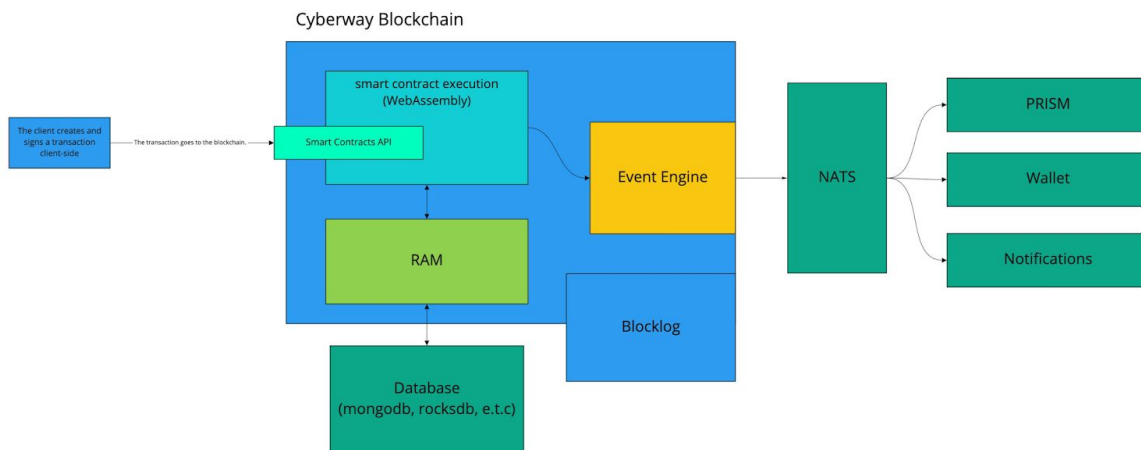 Cyberway Blockchain
smart contract execution
(WebAssembly)
The client creates and
signs a transaction
client-side
The transaction goes to the blockchain.
Smart Contracts API
Event Engine
NATS
PRISM
Wallet
Notifications
RAM
Blocklog
Database
(mongodb, rocksdb, e.t.c)